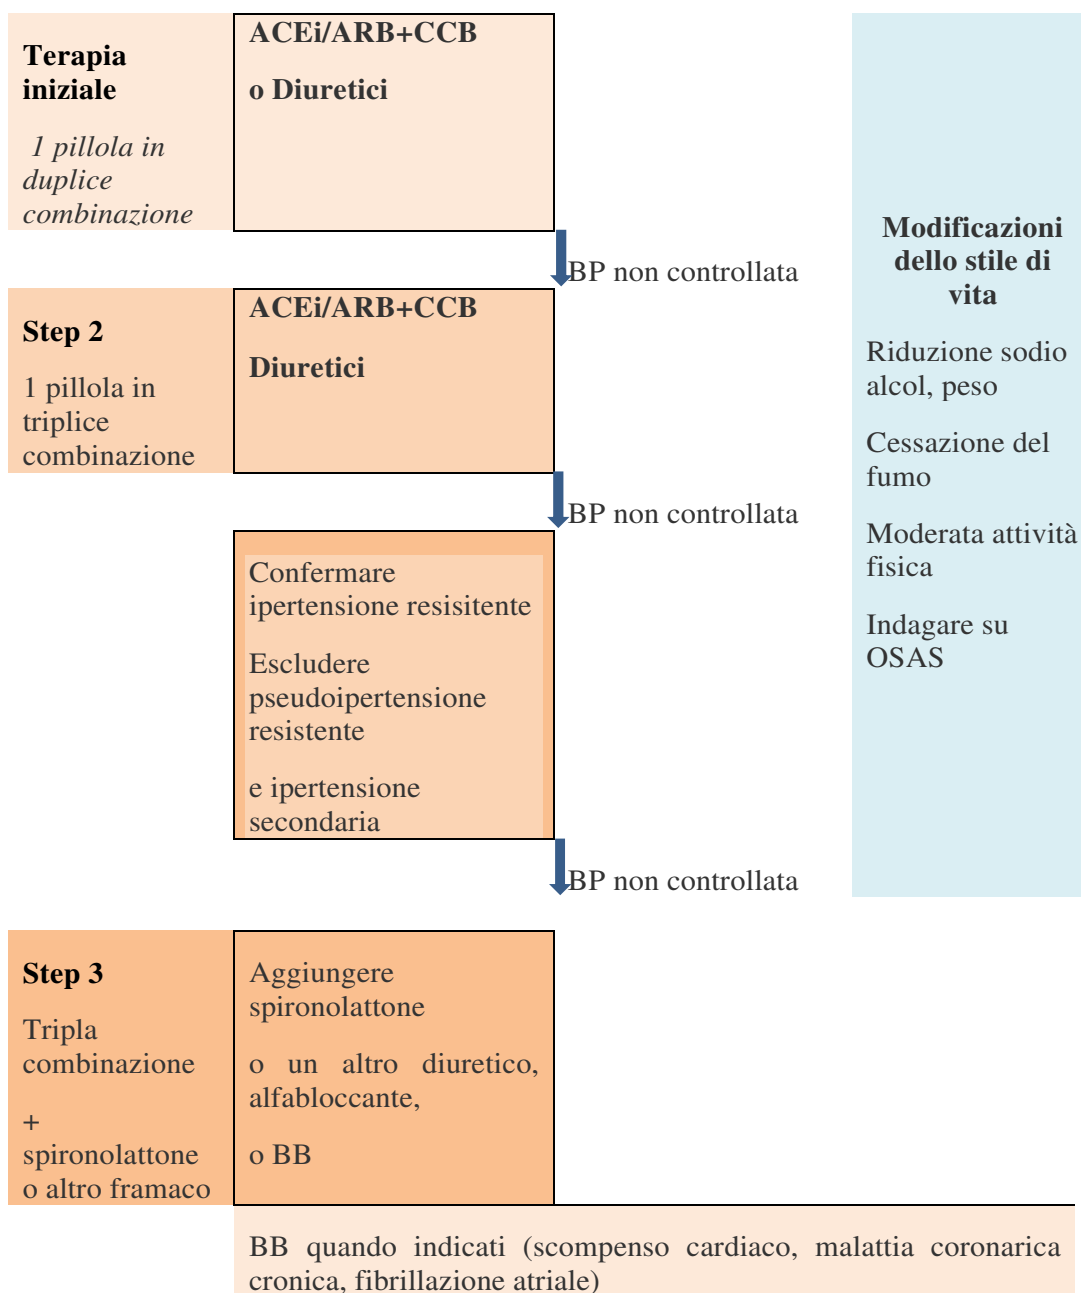 Terapia
iniziale
1 pillola in
duplice
combinazione
ACEi/ARB+CCB
o Diuretici
BP non controllata
Step 2
1 pillola in
triplice
combinazione
ACEi/ARB+CCB
Diuretici
BP non controllata
Confermare
ipertensione resisitente
Escludere
pseudoipertensione
resistente
e ipertensione
secondaria
BP non controllata
Step 3
Tripla
combinazione
+
spironolattone
o altro framaco
Aggiungere
spironolattone
o un altro diuretico,
alfabloccante,
o BB
BB quando indicati (scompenso cardiaco, malattia coronarica
cronica, fibrillazione atriale)
Modificazioni
dello stile di
vita
Riduzione sodio
alcol, peso
Cessazione del
fumo
Moderata attività
fisica
Indagare su
OSAS